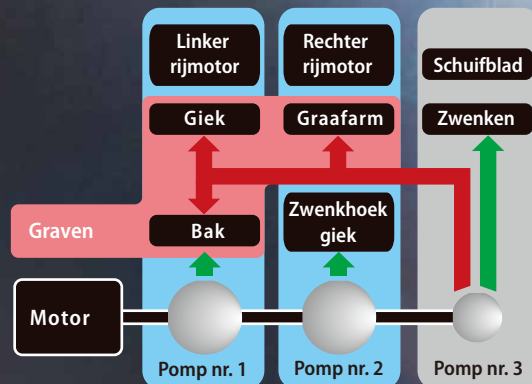 Linker
rijmotor
Rechter
rijmotor
Schuifblad
Giek
Graafarm
Zwenken
Graven
Bak
Zwenkhoek
giek
Motor
Pomp nr. 1
Pomp nr. 2
Pomp nr. 3